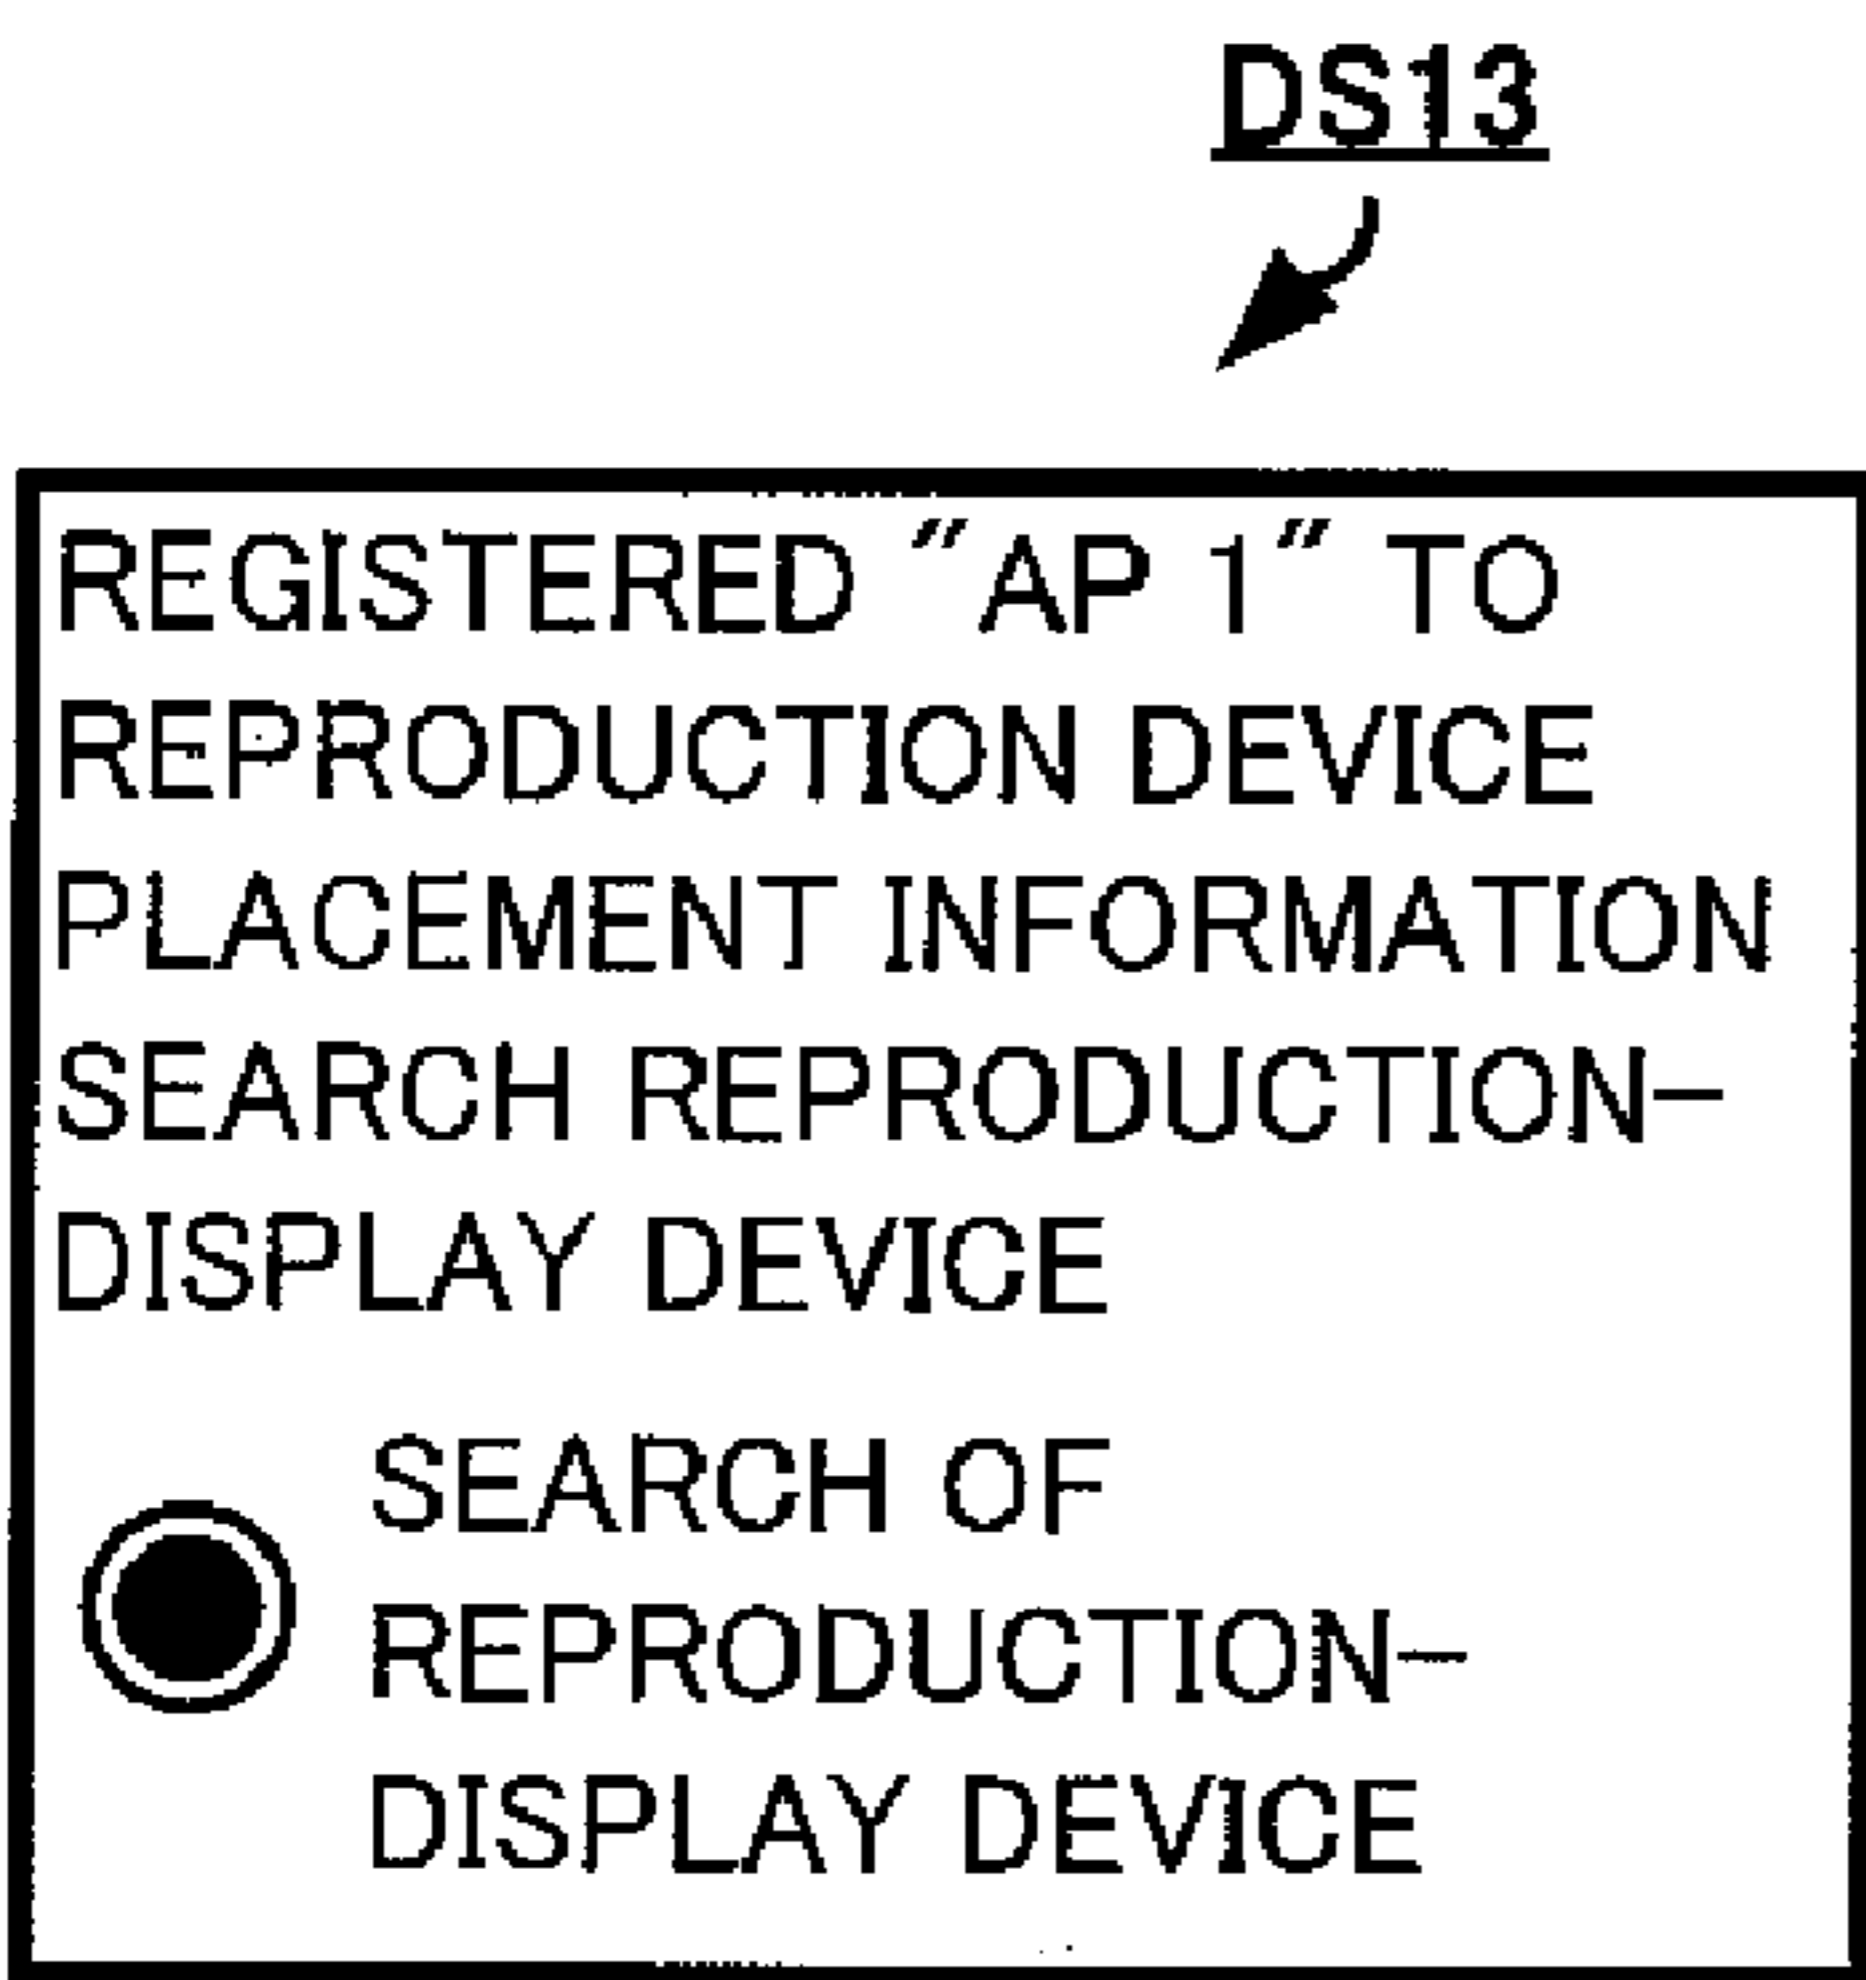 DS13
REGISTERED "AP 1" TO
REPRODUCTION DEVICE
PLACEMENT INFORMATION
SEARCH REPRODUCTION-
DISPLAY DEVICE
SEARCH OF
REPRODUCTION-
DISPLAY DEVICE